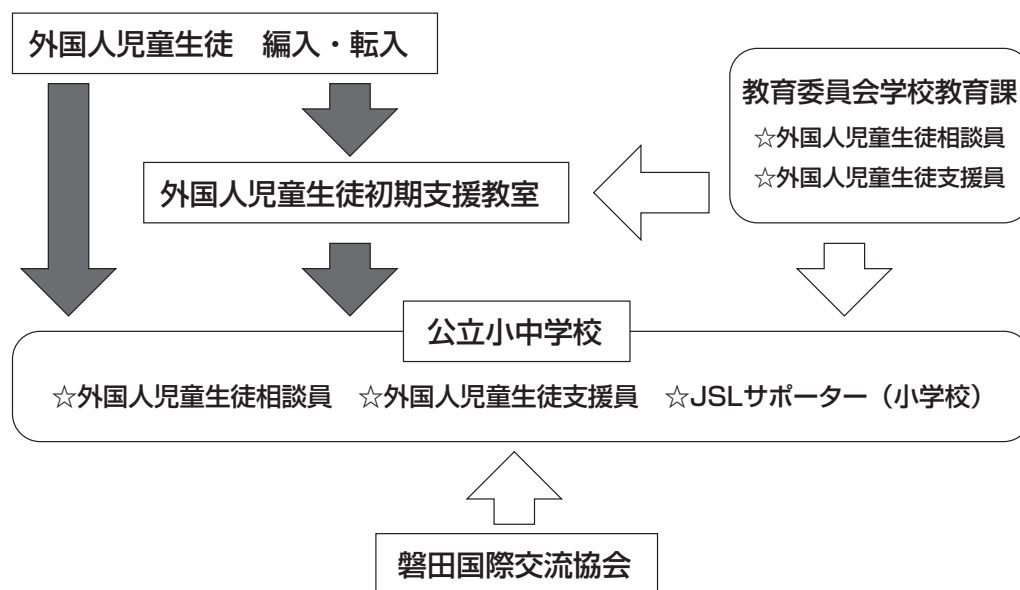 外国人児童生徒　編入・転入
教育委員会学校教育課
☆外国人児童生徒相談員
☆外国人児童生徒支援員
外国人児童生徒初期支援教室
公立小中学校
☆外国人児童生徒相談員　☆外国人児童生徒支援員　☆JSLサポーター（小学校）
磐田国際交流協会